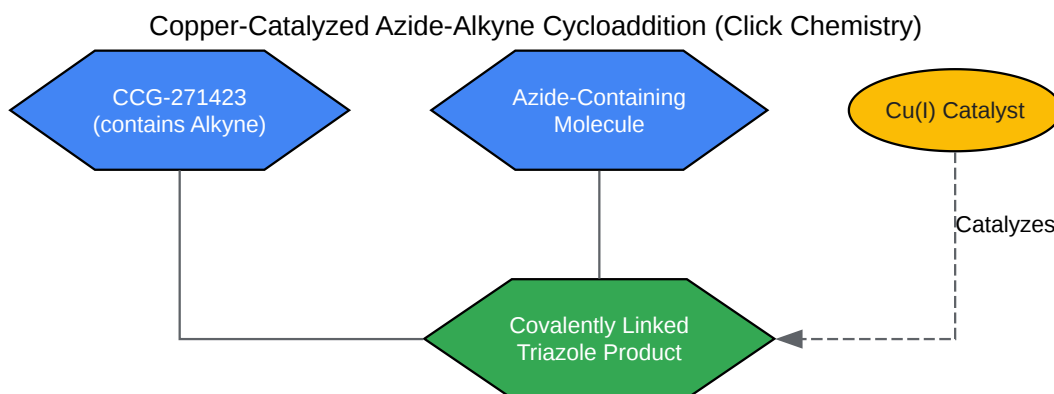 Copper-Catalyzed Azide-Alkyne Cycloaddition (Click Chemistry)
CCG-271423
(contains Alkyne)
Azide-Containing
Molecule
Cu(I) Catalyst
Catalyzes
Covalently Linked
Triazole Product